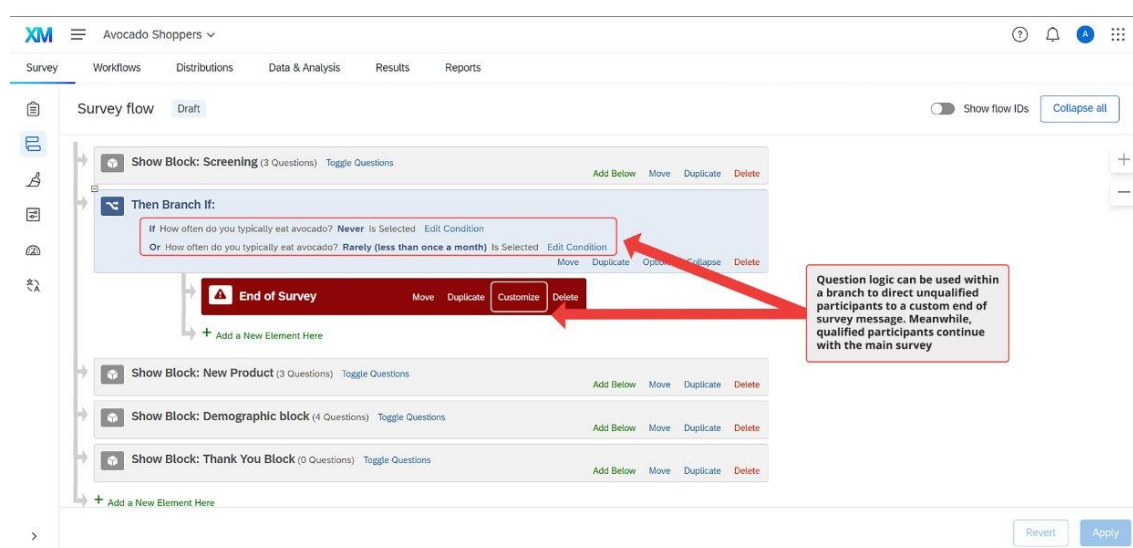 XM Avocado Shoppers
A
Survey Workflows Distributions Data & Analysis Results Reports
Survey flow Draft
Show flow IDs Collapse all
Show Block: Screening (3 Questions) Toggle Questions
Add Below Move Duplicate Delete
Then Branch If:
If How often do you typically eat avocado? Never Is Selected Edit Condition
Or How often do you typically eat avocado? Rarely (less than once a month) Is Selected Edit Condition
Move Duplicate Options Collapse Delete
End of Survey Move Duplicate Customize Delete
+ Add a New Element Here
Question logic can be used within
a branch to direct unqualified
participants to a custom end of
survey message. Meanwhile,
qualified participants continue
with the main survey
Show Block: New Product (3 Questions) Toggle Questions
Add Below Move Duplicate Delete
Show Block: Demographic block (4 Questions) Toggle Questions
Add Below Move Duplicate Delete
Show Block: Thank You Block (0 Questions) Toggle Questions
Add Below Move Duplicate Delete
+ Add a New Element Here
Revert Apply